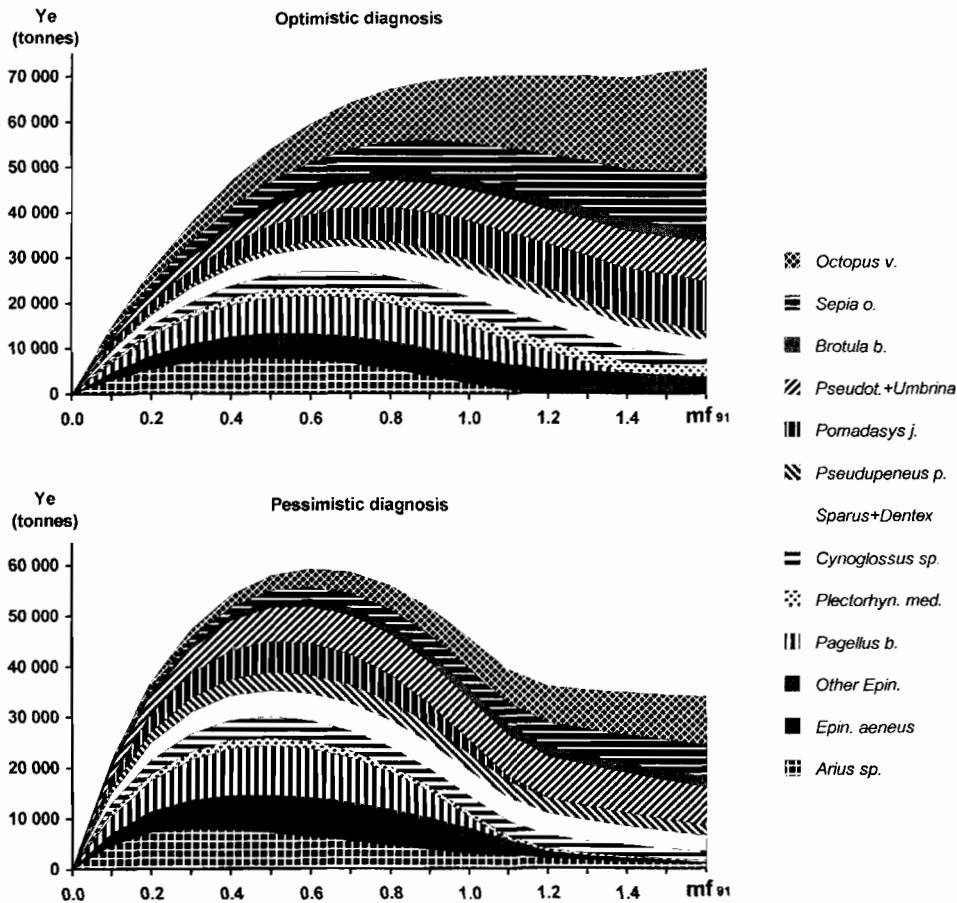 Ye
(tonnes)
Optimistic diagnosis
70 000
60 000
50 000
40 000
30 000
20 000
10 000
0
0.0 0.2 0.4 0.6 0.8 1.0 1.2 1.4 mf 91
Octopus v.
Sepia o.
Brotula b.
Pseudot.+Umbrina
Pomadasys j.
Pseudupeneus p.
Sparus+Dentex
Cynoglossus sp.
Plectorhyn. med.
Pagellus b.
Other Epin.
Epin. aeneus
Arius sp.
Ye
(tonnes)
Pessimistic diagnosis
60 000
50 000
40 000
30 000
20 000
10 000
0
0.0 0.2 0.4 0.6 0.8 1.0 1.2 1.4 mf 91